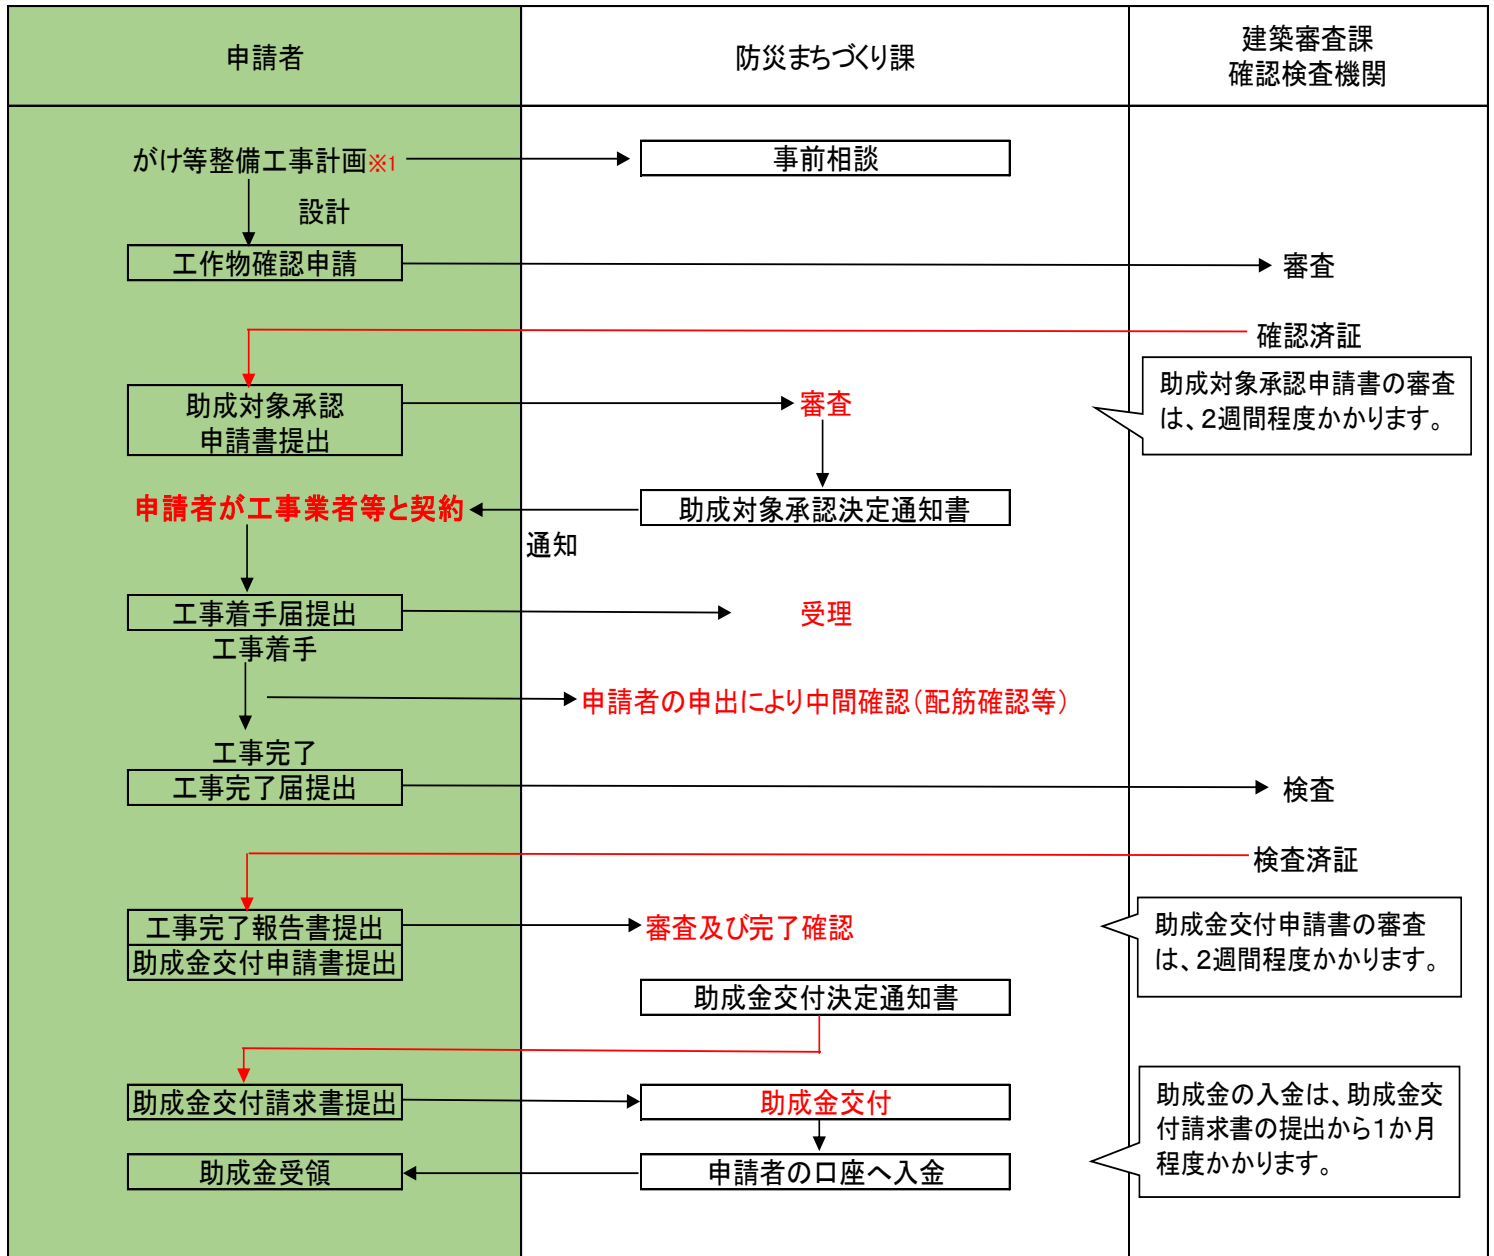 申請者
防災まちづくり課
建築審査課
確認検査機関
がけ等整備工事計画※1
事前相談
設計
工作物確認申請
審査
確認済証
助成対象承認
申請書提出
審査
助成対象承認申請書の審査
は、2週間程度かかります。
申請者が工事業者等と契約
助成対象承認決定通知書
通知
工事着手届提出
受理
工事着手
申請者の申出により中間確認（配筋確認等）
工事完了
工事完了届提出
検査
検査済証
工事完了報告書提出
審査及び完了確認
助成金交付申請書の審査
は、2週間程度かかります。
助成金交付申請書提出
助成金交付決定通知書
助成金交付請求書提出
助成金交付
助成金の入金は、助成金交
付請求書の提出から1か月
程度かかります。
助成金受領
申請者の口座へ入金